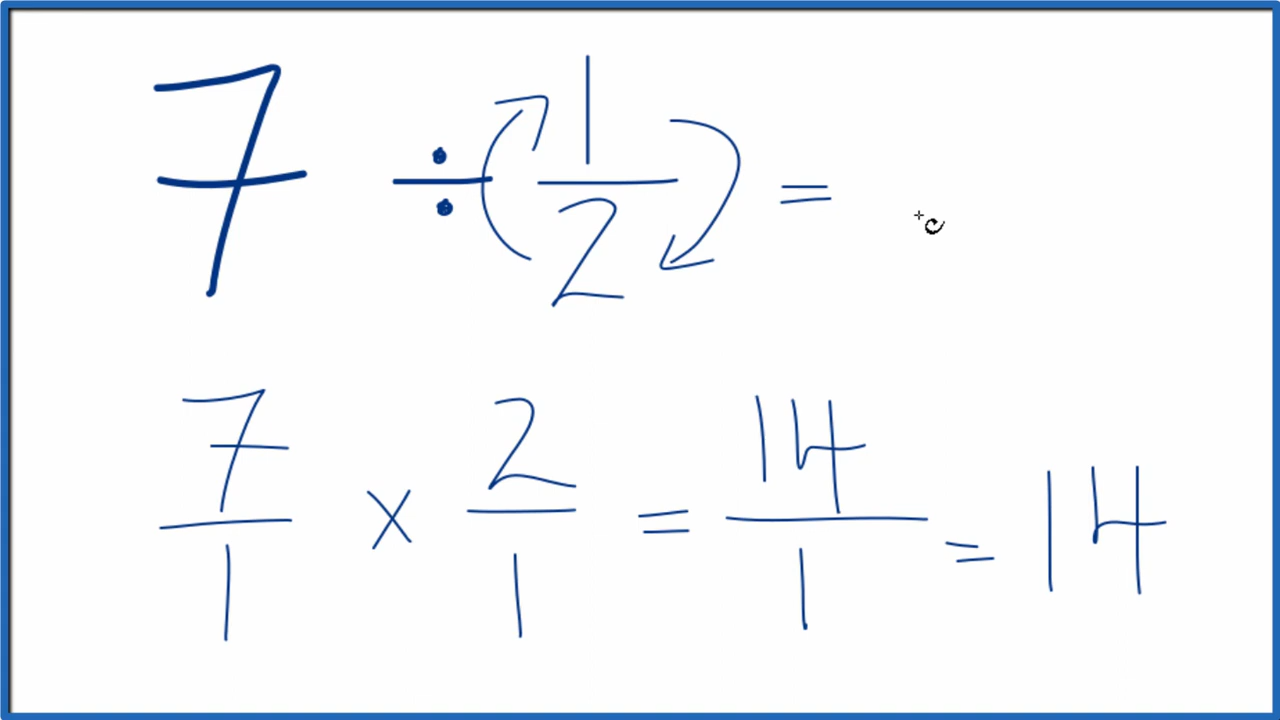 7 ÷ 1/2 =
7/1 × 2/1 = 14/1 = 14